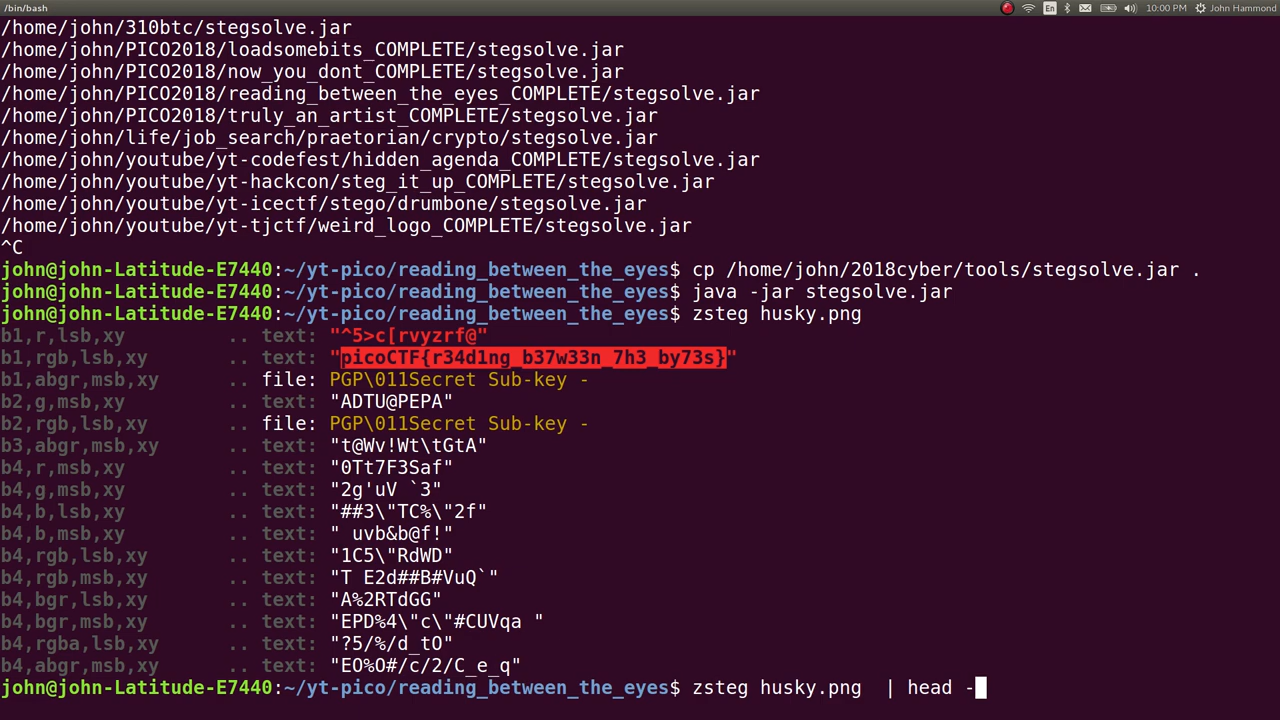 /bin/bash En 10:00 PM John Hammond
/home/john/310btc/stegsolve.jar
/home/john/PICO2018/loadsomebits_COMPLETE/stegsolve.jar
/home/john/PICO2018/now_you_dont_COMPLETE/stegsolve.jar
/home/john/PICO2018/reading_between_the_eyes_COMPLETE/stegsolve.jar
/home/john/PICO2018/truly_an_artist_COMPLETE/stegsolve.jar
/home/john/life/job_search/praetorian/crypto/stegsolve.jar
/home/john/youtube/yt-codefest/hidden_agenda_COMPLETE/stegsolve.jar
/home/john/youtube/yt-hackcon/steg_it_up_COMPLETE/stegsolve.jar
/home/john/youtube/yt-icectf/stego/drumbone/stegsolve.jar
/home/john/youtube/yt-tjctf/weird_logo_COMPLETE/stegsolve.jar
^C
john@john-Latitude-E7440:~/yt-pico/reading_between_the_eyes$ cp /home/john/2018cyber/tools/stegsolve.jar .
john@john-Latitude-E7440:~/yt-pico/reading_between_the_eyes$ java -jar stegsolve.jar
john@john-Latitude-E7440:~/yt-pico/reading_between_the_eyes$ zsteg husky.png
b1,r,lsb,xy .. text: "^5>c[rvyzrf@"
b1,rgb,lsb,xy .. text: "picoCTF{r34d1ng_b37w33n_7h3_by73s}"
b1,abgr,msb,xy .. file: PGP\011Secret Sub-key -
b2,g,msb,xy .. text: "ADTU@PEPA"
b2,rgb,lsb,xy .. file: PGP\011Secret Sub-key -
b3,abgr,msb,xy .. text: "t@Wv!Wt\tGtA"
b4,r,msb,xy .. text: "0Tt7F3Saf"
b4,g,msb,xy .. text: "2g'uV `3"
b4,b,lsb,xy .. text: "##3\"TC%\"2f"
b4,b,msb,xy .. text: " uvb&b@f!"
b4,rgb,lsb,xy .. text: "1C5\"RdWD"
b4,rgb,msb,xy .. text: "T E2d##B#VuQ`"
b4,bgr,lsb,xy .. text: "A%2RTdGG"
b4,bgr,msb,xy .. text: "EPD%4\"c\"#CUVqa "
b4,rgba,lsb,xy .. text: "?5/%/d_tO"
b4,abgr,msb,xy .. text: "EO%O#/c/2/C_e_q"
john@john-Latitude-E7440:~/yt-pico/reading_between_the_eyes$ zsteg husky.png  | head -